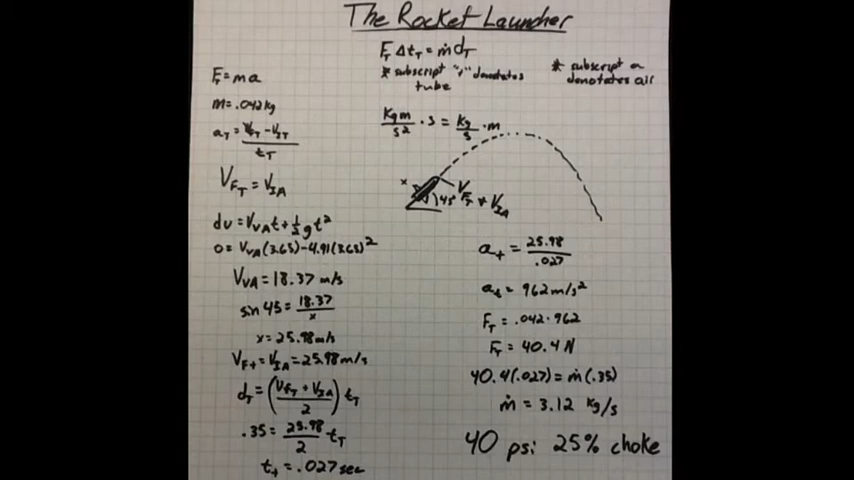 The Rocket Launcher
F_T Δt_T = ṁ d_T
* subscript "T" denotates tube
* subscript a denotates air
kg m / s² · s = kg / s · m
F_T = ma
m = .042 kg
a_T = V_FT - V_IT / t_T
V_FT = V_IA
dv = V_VA t + 1/2 g t²
0 = V_VA (3.65) - 4.91 (3.65)²
V_VA = 18.37 m/s
sin 45 = 18.37 / x
x = 25.98 m/s
V_FT = V_IA = 25.98 m/s
d_T = (V_FT + V_IA / 2) t_T
.35 = 25.98 / 2 t_T
t_T = .027 sec
x
45°
V_FT & V_IA
a_t = 25.98 / .027
a_t = 962 m/s²
F_T = .042 · 962
F_T = 40.4 N
40.4 (.027) = ṁ (.35)
ṁ = 3.12 kg/s
40 psi 25% choke